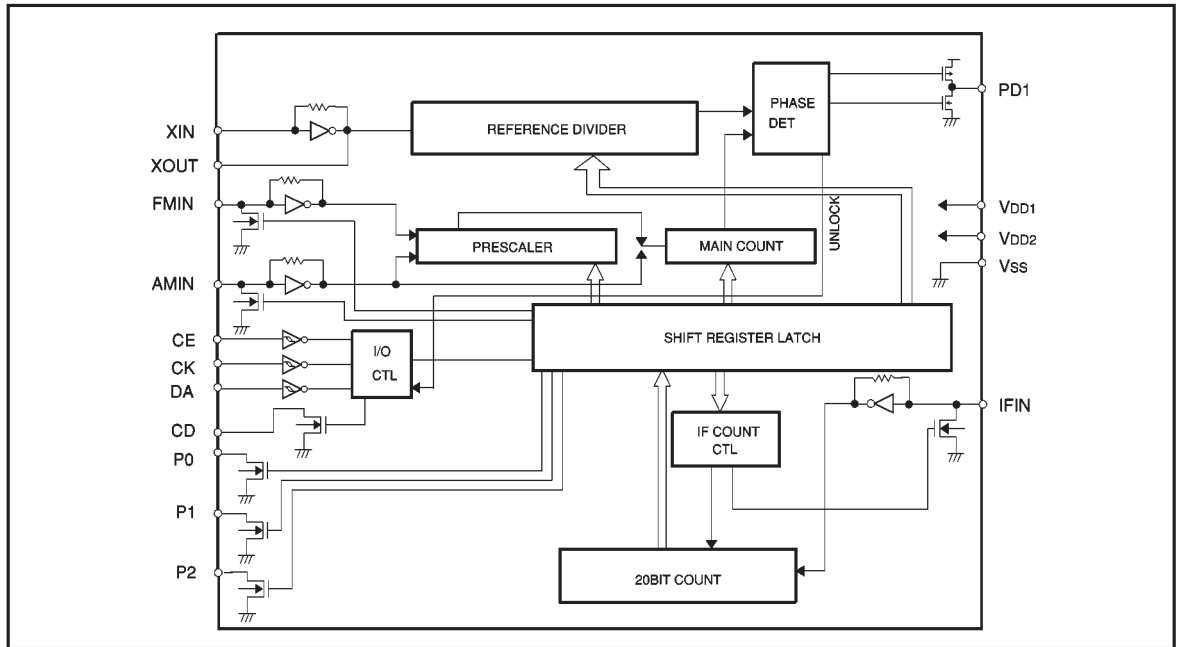 XIN
XOUT
FMIN
AMIN
CE
CK
DA
CD
P0
P1
P2
REFERENCE DIVIDER
PHASE
DET
PRESCALER
MAIN COUNT
UNLOCK
SHIFT REGISTER LATCH
I/O
CTL
IF COUNT
CTL
20BIT COUNT
PD1
VDD1
VDD2
VSS
IFIN